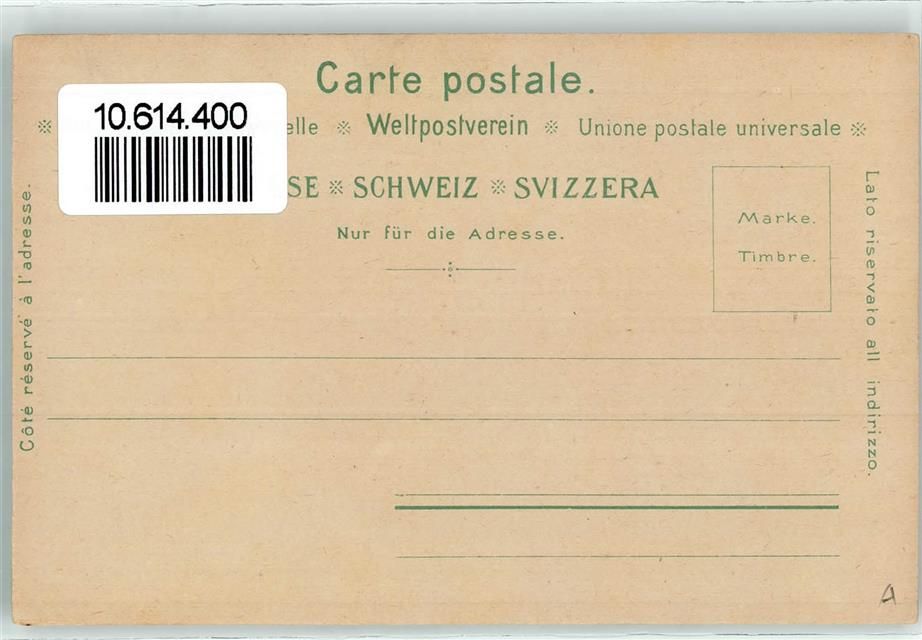 Carte postale.
10.614.400
elle ※ Weltpostverein ※ Unione postale universale ※
SE ※ SCHWEIZ ※ SVIZZERA
Nur für die Adresse.
Marke.
Timbre.
Côté réservé à l'adresse.
Lato riservato all indirizzo.
A